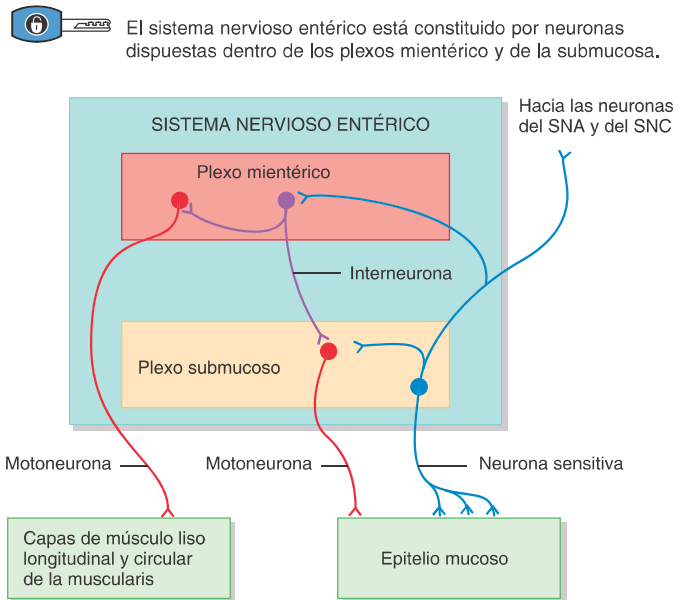 El sistema nervioso entérico está constituido por neuronas
dispuestas dentro de los plexos mientérico y de la submucosa.
Hacia las neuronas
del SNA y del SNC
SISTEMA NERVIOSO ENTÉRICO
Plexo mientérico
Interneurona
Plexo submucoso
Motoneurona
Motoneurona
Neurona sensitiva
Capas de músculo liso
longitudinal y circular
de la muscularis
Epitelio mucoso